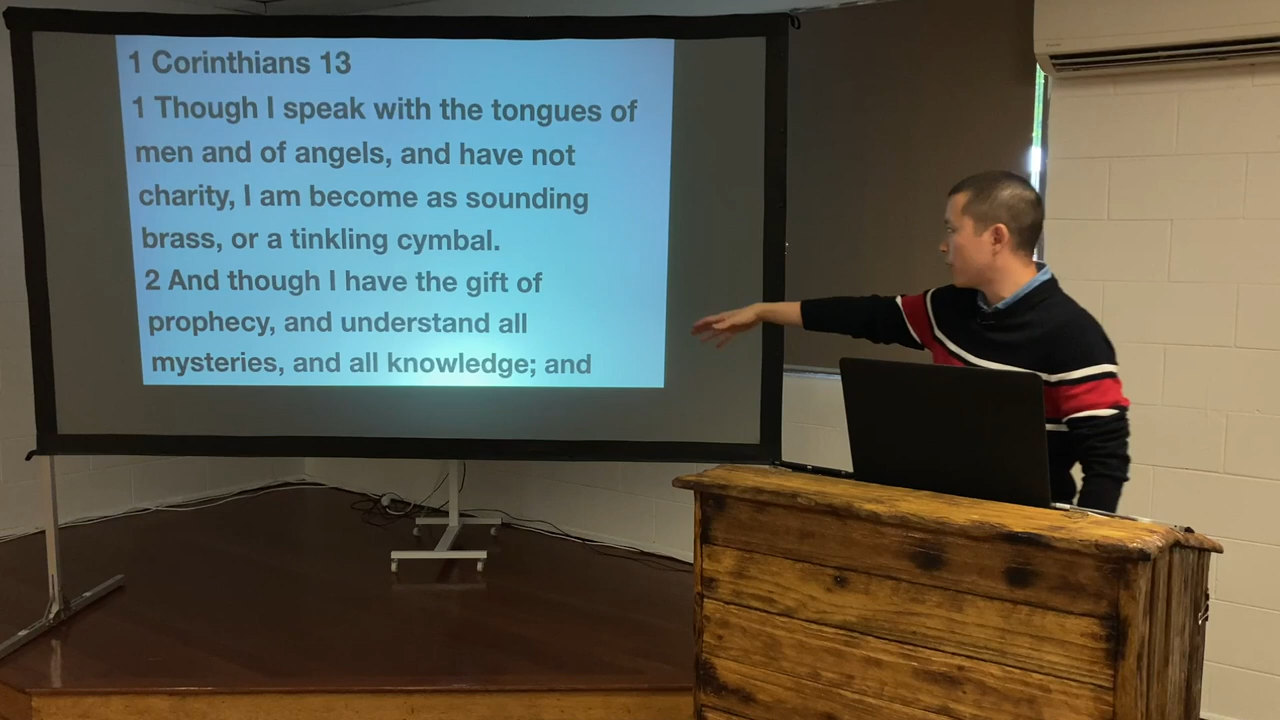 1 Corinthians 13
1 Though I speak with the tongues of
men and of angels, and have not
charity, I am become as sounding
brass, or a tinkling cymbal.
2 And though I have the gift of
prophecy, and understand all
mysteries, and all knowledge; and